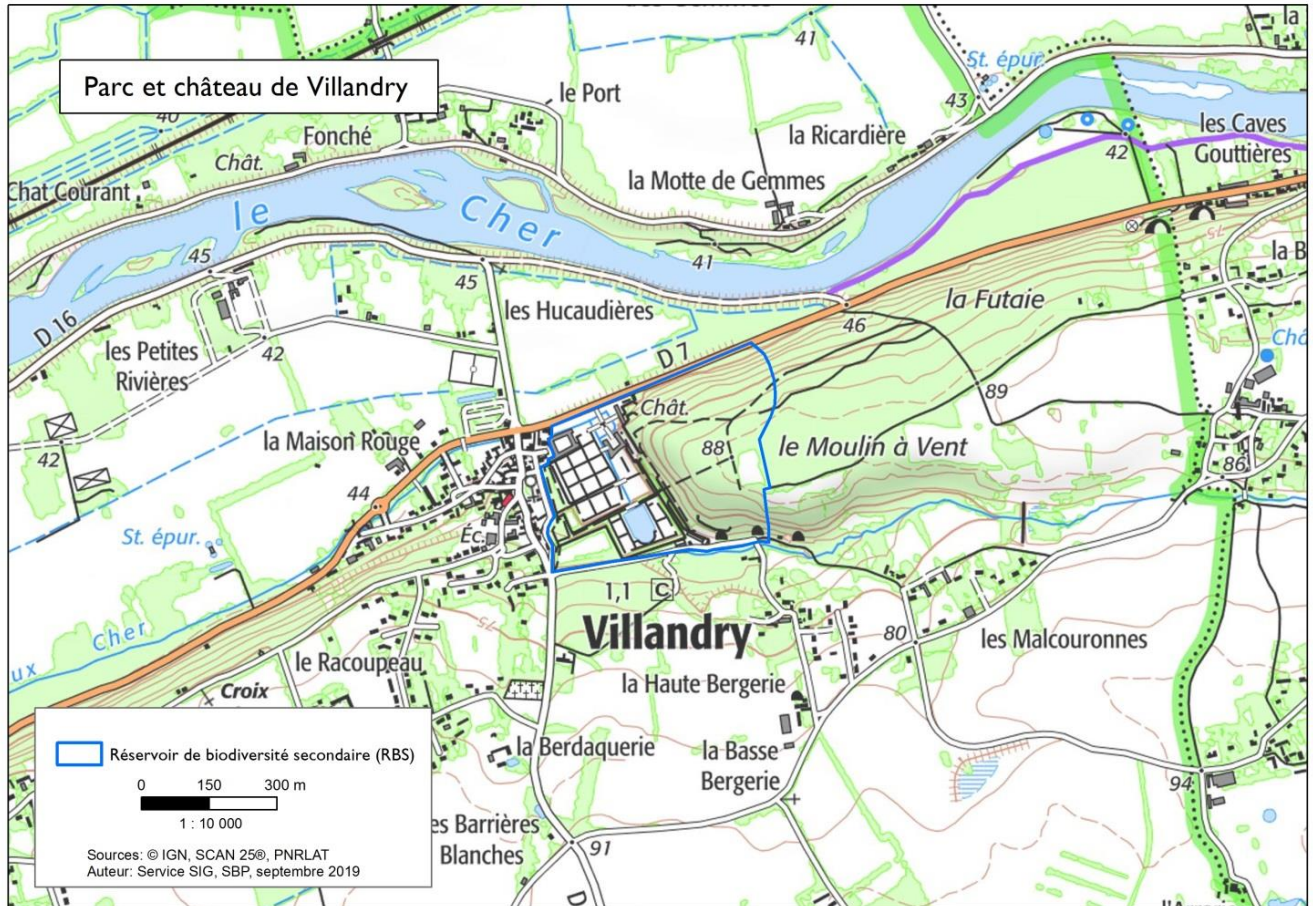 Parc et château de Villandry
41
la
St. épur.
43
le Port
40
Fonché
Chât.
la Ricardière
les Caves
Gouttières
42
Chat Courant
la Motte de Gemmes
le Cher
75
45
41
la B
45
la Futaie
D 16
les Hucaudières
46
les Petites
Rivières
42
D 7
Châ
89
Chât.
la Maison Rouge
88
le Moulin à Vent
42
86
44
St. épur.
Éc.
1,1
C
Villandry
Cher
ux
75
80
les Malcouronnes
le Racoupeau
Croix
la Haute Bergerie
la Berdaquerie
la Basse
Bergerie
94
es Barrières
Blanches
91
D
Réservoir de biodiversité secondaire (RBS)
0 150 300 m
1 : 10 000
Sources: © IGN, SCAN 25®, PNRLAT
Auteur: Service SIG, SBP, septembre 2019